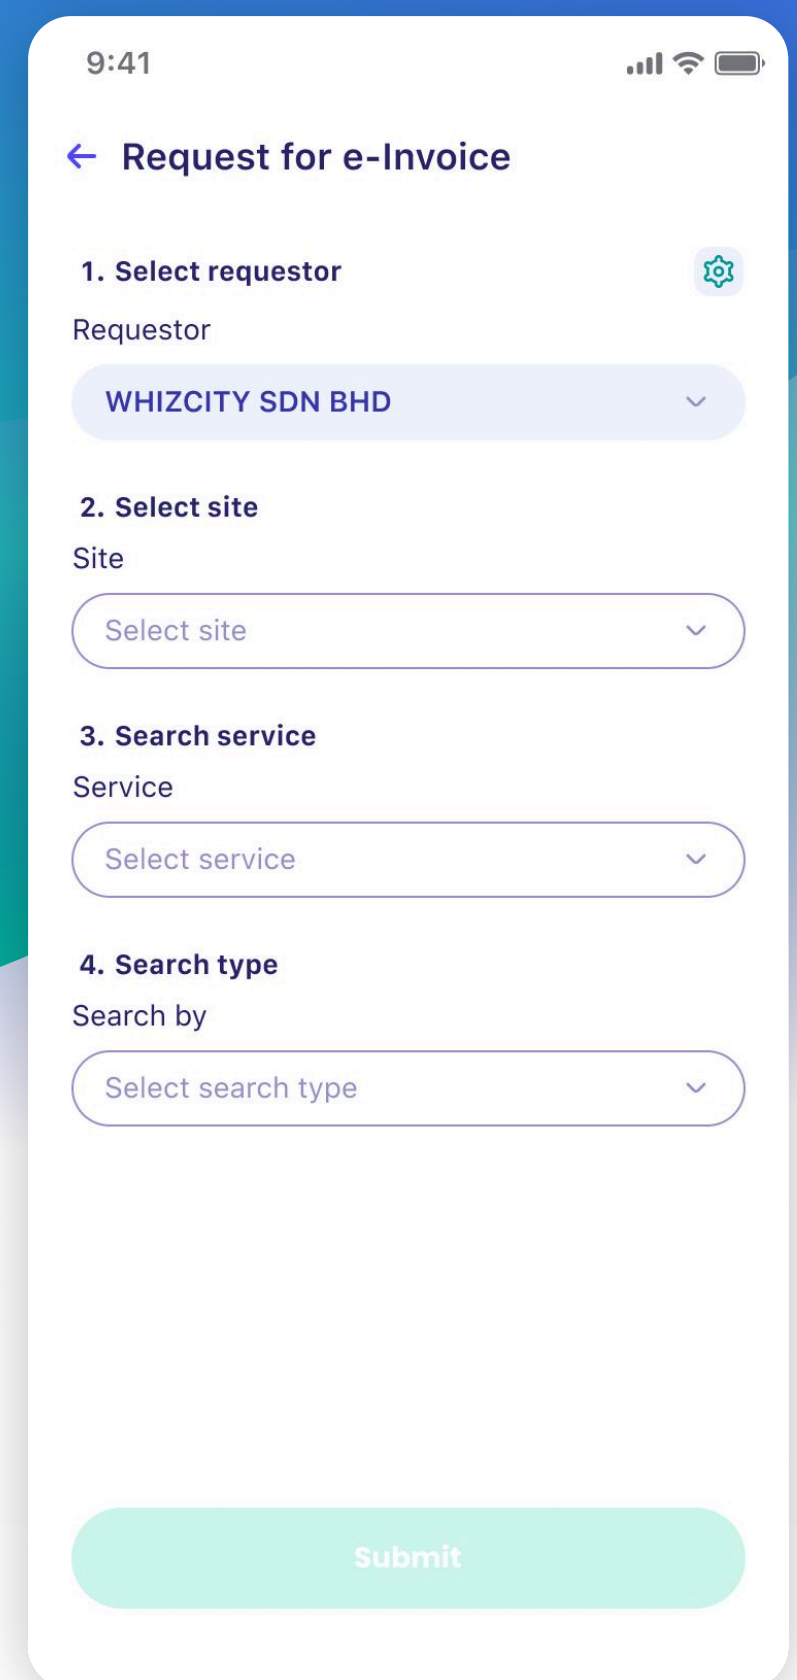 9:41
Request for e-Invoice
1. Select requestor
Requestor
WHIZCITY SDN BHD
2. Select site
Site
Select site
3. Search service
Service
Select service
4. Search type
Search by
Select search type
Submit